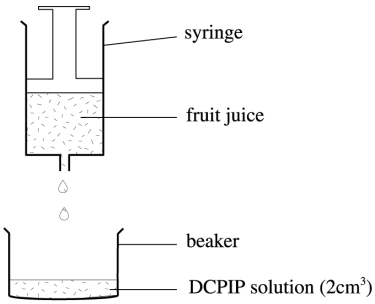 syringe
fruit juice
beaker
DCPIP solution (2cm³)